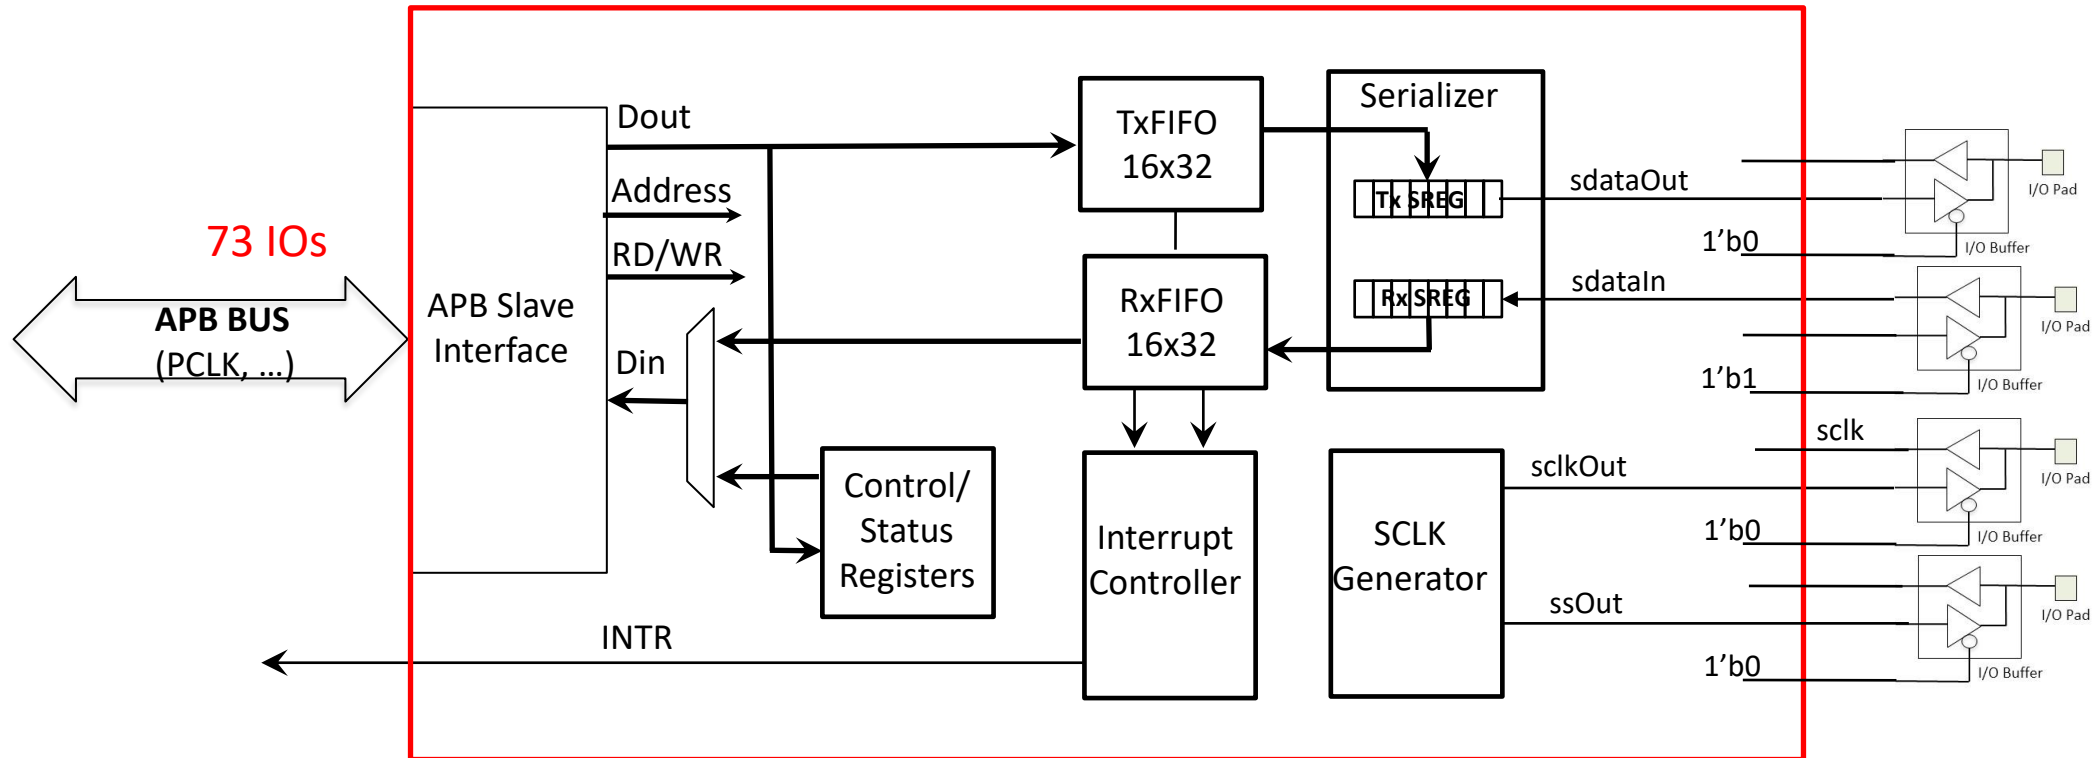 73 IOs
APB BUS
(PCLK, ...)
APB Slave
Interface
Dout
Address
RD/WR
Din
INTR
TxFIFO
16x32
RxFIFO
16x32
Control/
Status
Registers
Interrupt
Controller
Serializer
Tx SREG
Rx SREG
SCLK
Generator
sdataOut
1'b0
sdataIn
1'b1
sclk
sclkOut
1'b0
ssOut
1'b0
I/O Pad
I/O Buffer
I/O Pad
I/O Buffer
I/O Pad
I/O Buffer
I/O Pad
I/O Buffer